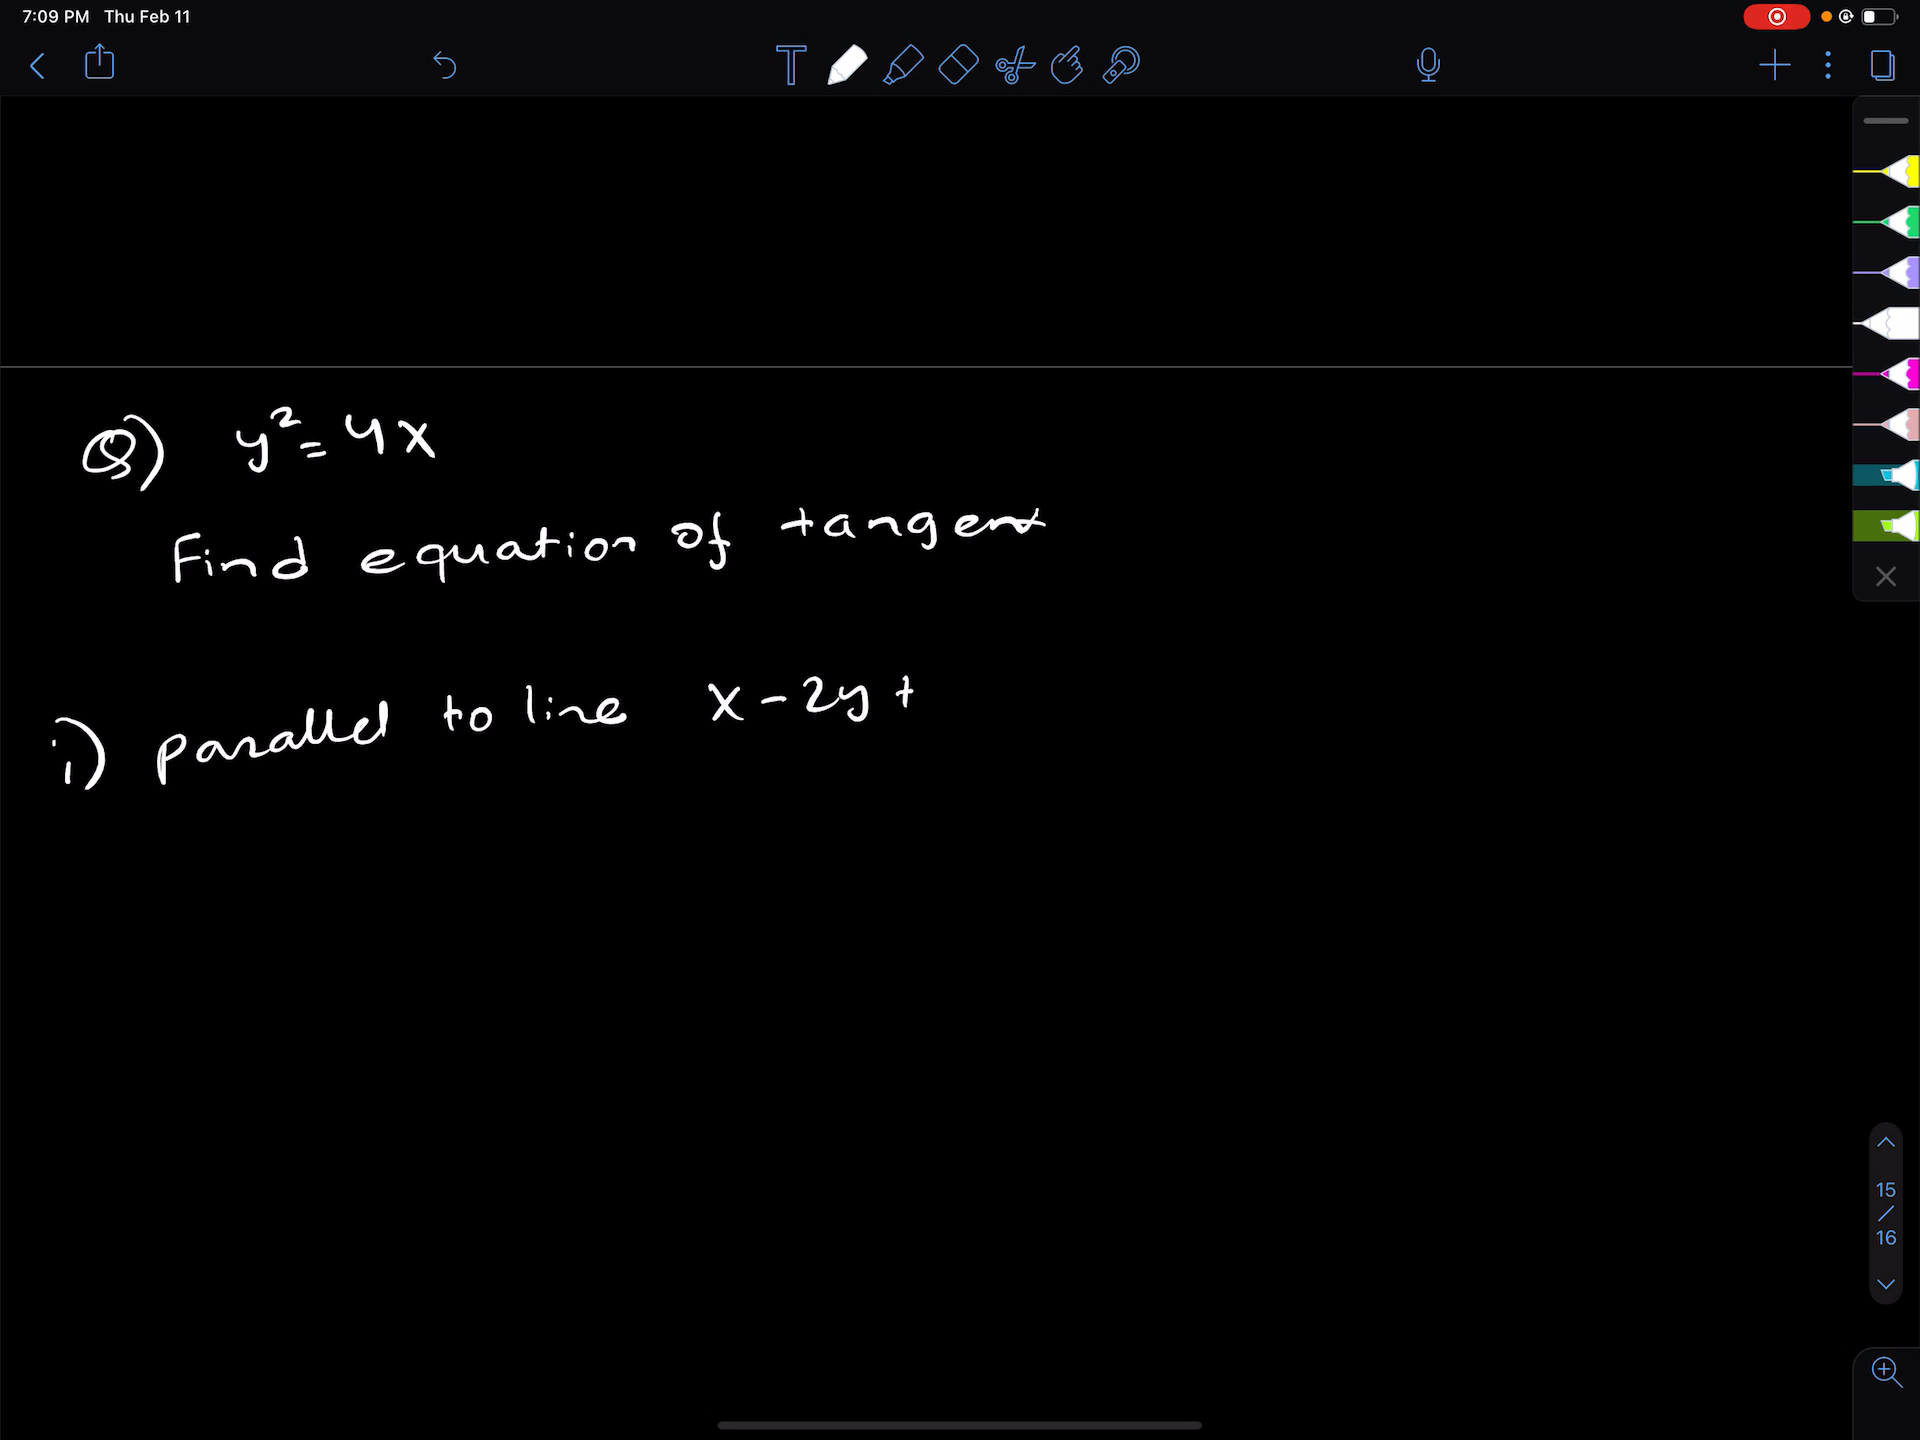 7:09 PM Thu Feb 11
Q) y²= 4x
Find equation of tangent
i) parallel to line x - 2y +
15
/
16